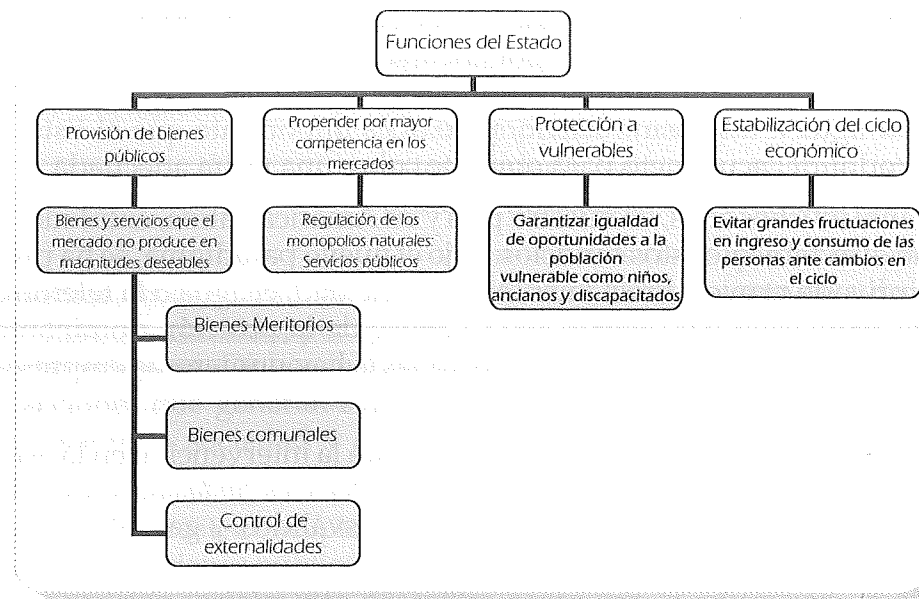 Funciones del Estado
Provisión de bienes
públicos
Propender por mayor
competencia en los
mercados
Protección a
vulnerables
Estabilización del ciclo
económico
Bienes y servicios que el
mercado no produce en
magnitudes deseables
Regulación de los
monopolios naturales:
Servicios públicos
Garantizar igualdad
de oportunidades a la
población
vulnerable como niños,
ancianos y discapacitados
Evitar grandes fructuaciones
en ingreso y consumo de las
personas ante cambios en
el ciclo
Bienes Meritorios
Bienes comunales
Control de
externalidades